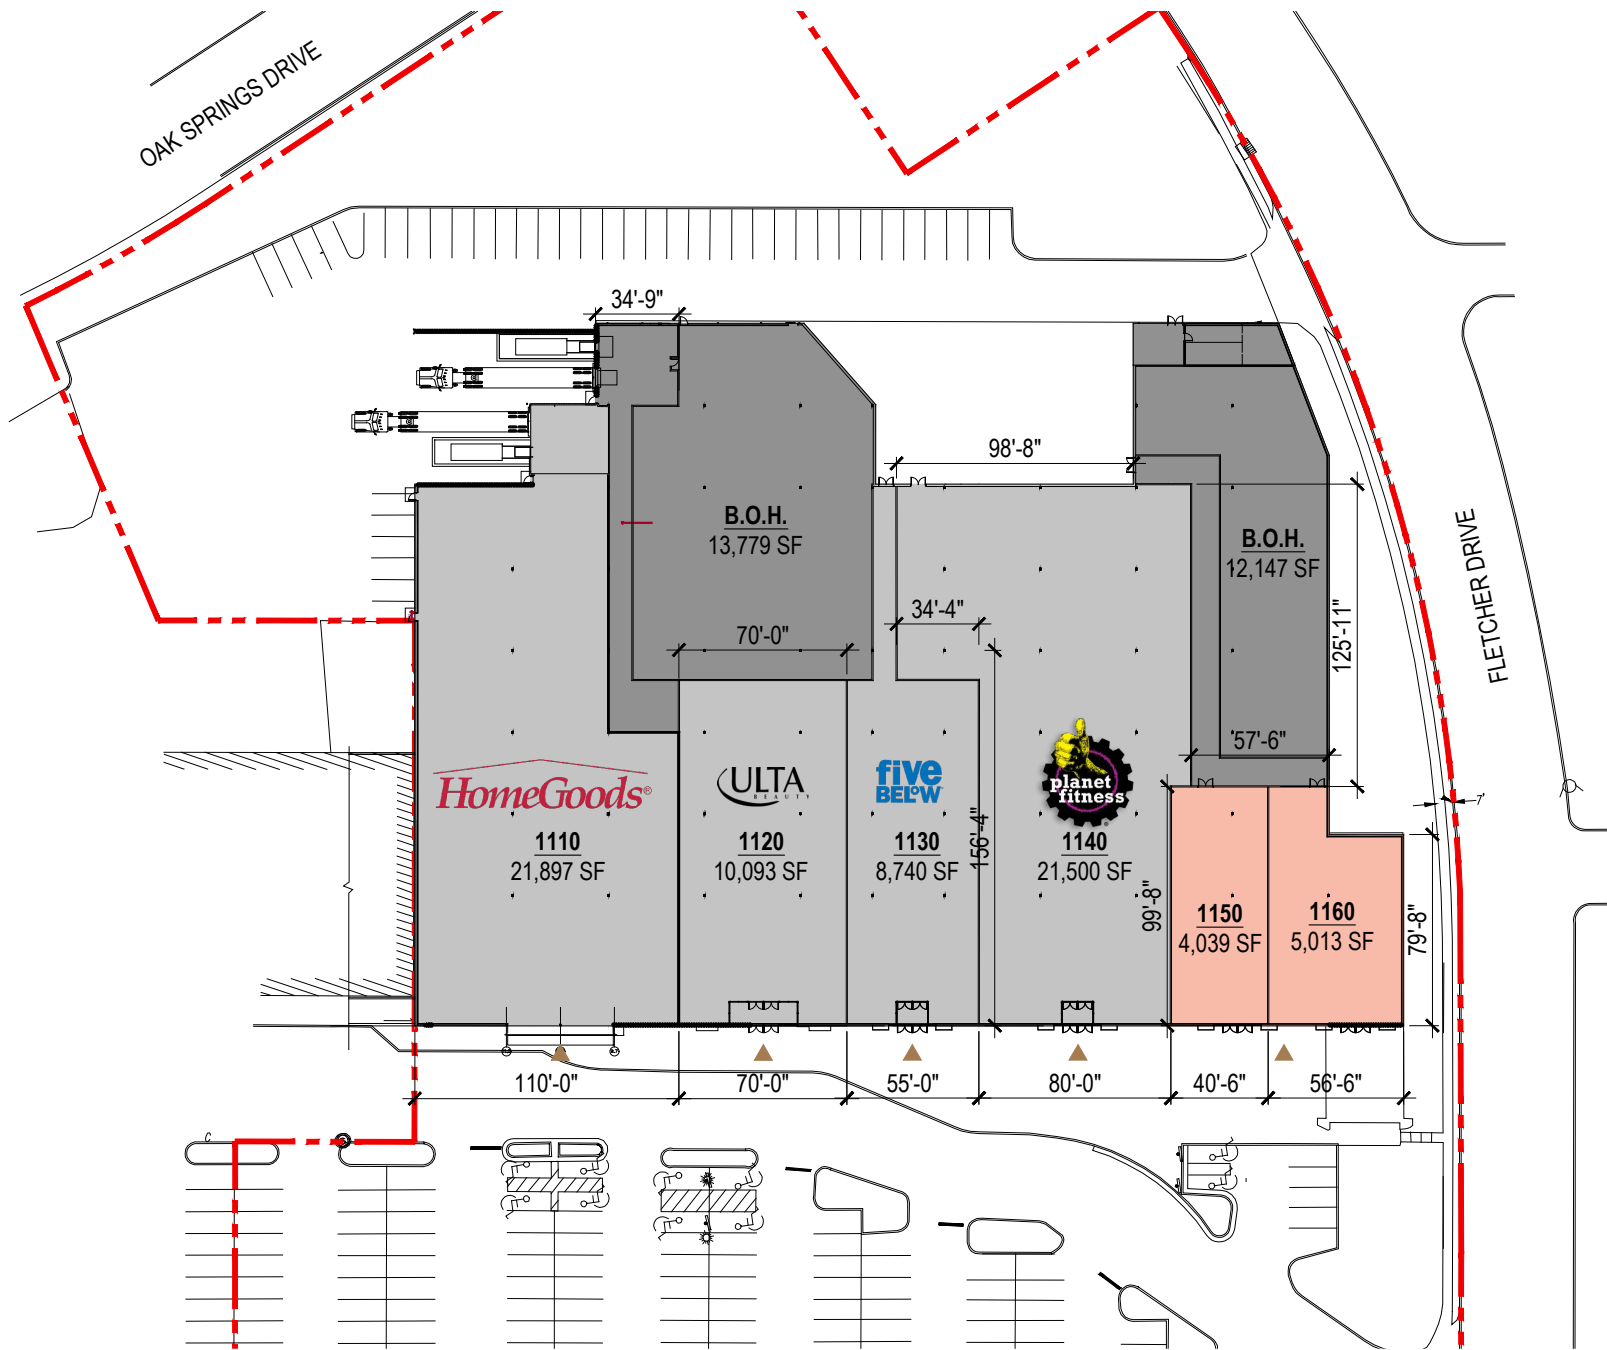 OAK SPRINGS DRIVE
34'-9"
98'-8"
B.O.H.
13,779 SF
B.O.H.
12,147 SF
FLETCHER DRIVE
34'-4"
70'-0"
125'-11"
57'-6"
HomeGoods®
ULTA
BEAUTY
five
BEL°W
planet
fitness
7'
156'-4"
1110
21,897 SF
1120
10,093 SF
1130
8,740 SF
1140
21,500 SF
99'-8"
1150
4,039 SF
1160
5,013 SF
79'-8"
110'-0"
70'-0"
55'-0"
80'-0"
40'-6"
56'-6"
C